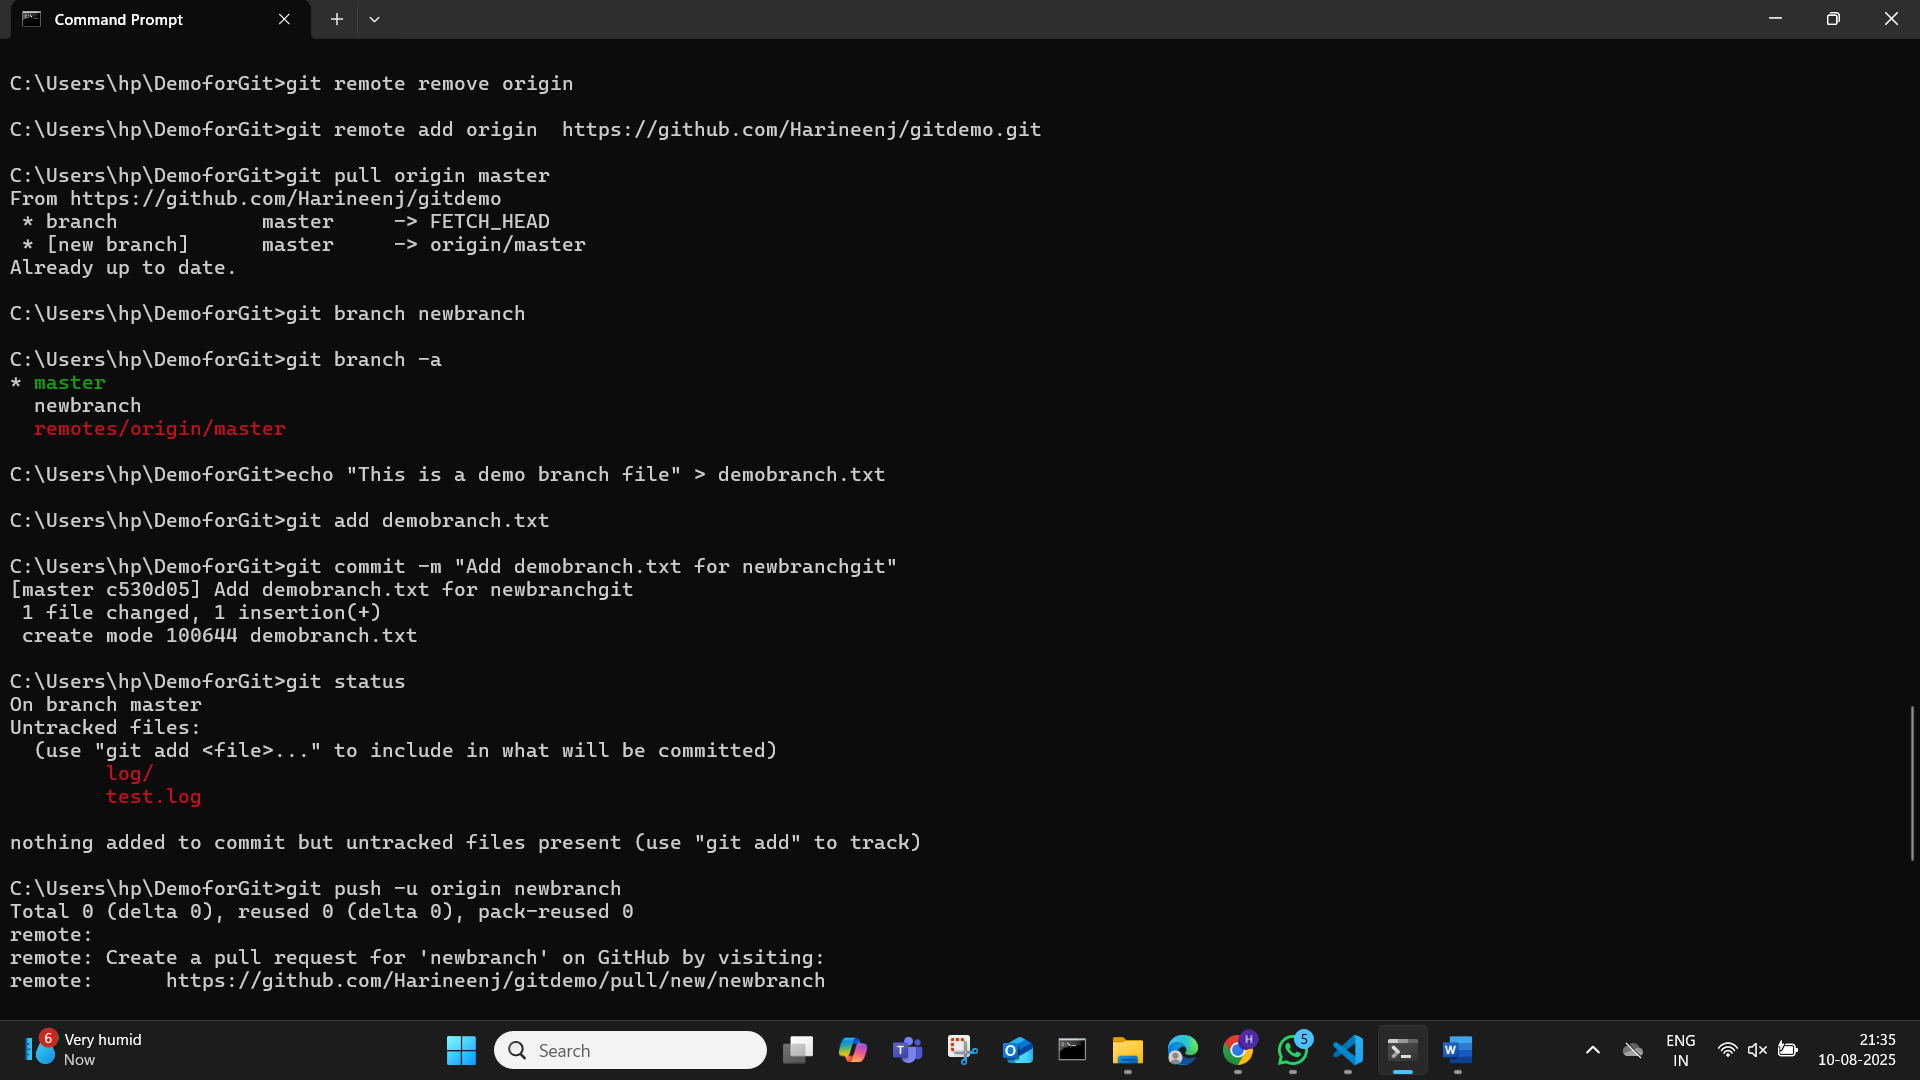 Command Prompt
C:\Users\hp\DemoforGit>git remote remove origin
C:\Users\hp\DemoforGit>git remote add origin  https://github.com/Harineenj/gitdemo.git
C:\Users\hp\DemoforGit>git pull origin master
From https://github.com/Harineenj/gitdemo
 * branch            master     -> FETCH_HEAD
 * [new branch]      master     -> origin/master
Already up to date.
C:\Users\hp\DemoforGit>git branch newbranch
C:\Users\hp\DemoforGit>git branch -a
* master
  newbranch
  remotes/origin/master
C:\Users\hp\DemoforGit>echo "This is a demo branch file" > demobranch.txt
C:\Users\hp\DemoforGit>git add demobranch.txt
C:\Users\hp\DemoforGit>git commit -m "Add demobranch.txt for newbranchgit"
[master c530d05] Add demobranch.txt for newbranchgit
 1 file changed, 1 insertion(+)
 create mode 100644 demobranch.txt
C:\Users\hp\DemoforGit>git status
On branch master
Untracked files:
  (use "git add <file>..." to include in what will be committed)
        log/
        test.log
nothing added to commit but untracked files present (use "git add" to track)
C:\Users\hp\DemoforGit>git push -u origin newbranch
Total 0 (delta 0), reused 0 (delta 0), pack-reused 0
remote:
remote: Create a pull request for 'newbranch' on GitHub by visiting:
remote:      https://github.com/Harineenj/gitdemo/pull/new/newbranch
6
Very humid
Now
Search
T
O
H
5
W
ENG
IN
21:35
10-08-2025